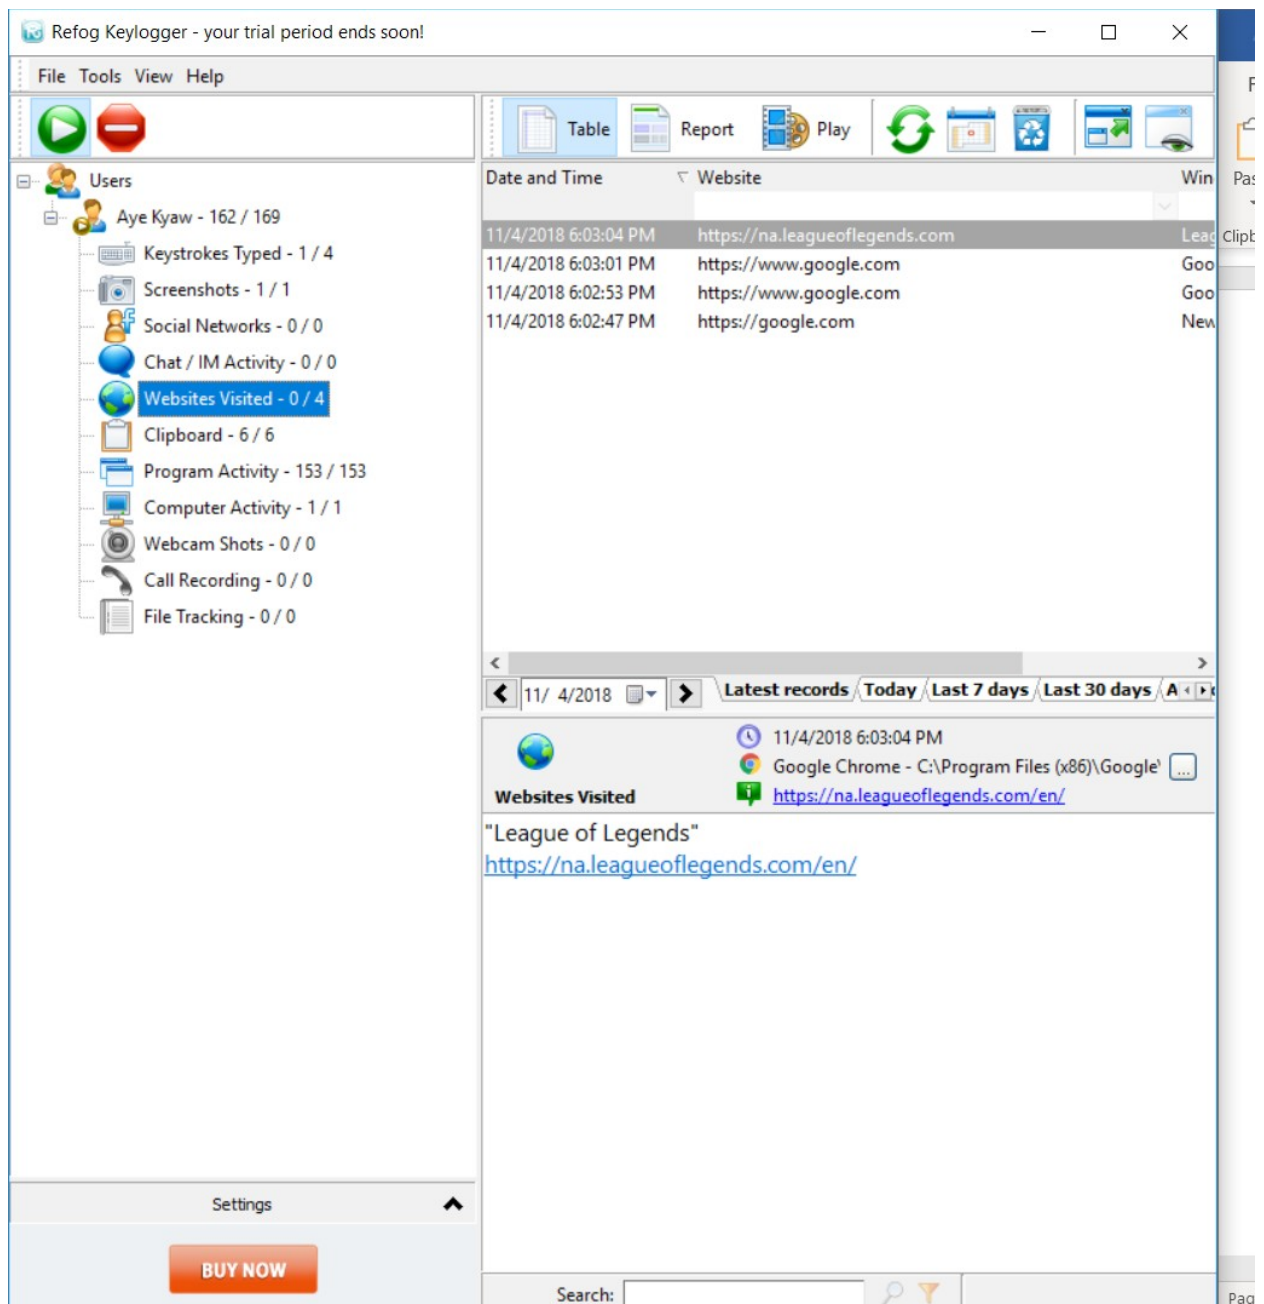 Refog Keylogger - your trial period ends soon!
File Tools View Help
Table Report Play
Users
Aye Kyaw - 162 / 169
Keystrokes Typed - 1 / 4
Screenshots - 1 / 1
Social Networks - 0 / 0
Chat / IM Activity - 0 / 0
Websites Visited - 0 / 4
Clipboard - 6 / 6
Program Activity - 153 / 153
Computer Activity - 1 / 1
Webcam Shots - 0 / 0
Call Recording - 0 / 0
File Tracking - 0 / 0
Settings
BUY NOW
Date and Time Website Win
11/4/2018 6:03:04 PM https://na.leagueoflegends.com Leag
11/4/2018 6:03:01 PM https://www.google.com Goo
11/4/2018 6:02:53 PM https://www.google.com Goo
11/4/2018 6:02:47 PM https://google.com New
11/ 4/2018 Latest records Today Last 7 days Last 30 days A
Websites Visited
11/4/2018 6:03:04 PM
Google Chrome - C:\Program Files (x86)\Google\ ...
https://na.leagueoflegends.com/en/
"League of Legends"
https://na.leagueoflegends.com/en/
Search:
F
Pas
Clipb
Pag